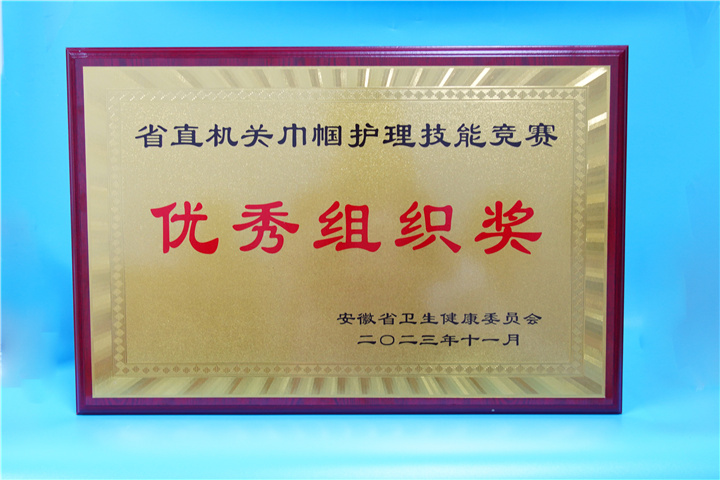 省直机关巾帼护理技能竞赛
优秀组织奖
安徽省卫生健康委员会
二〇二三年十一月